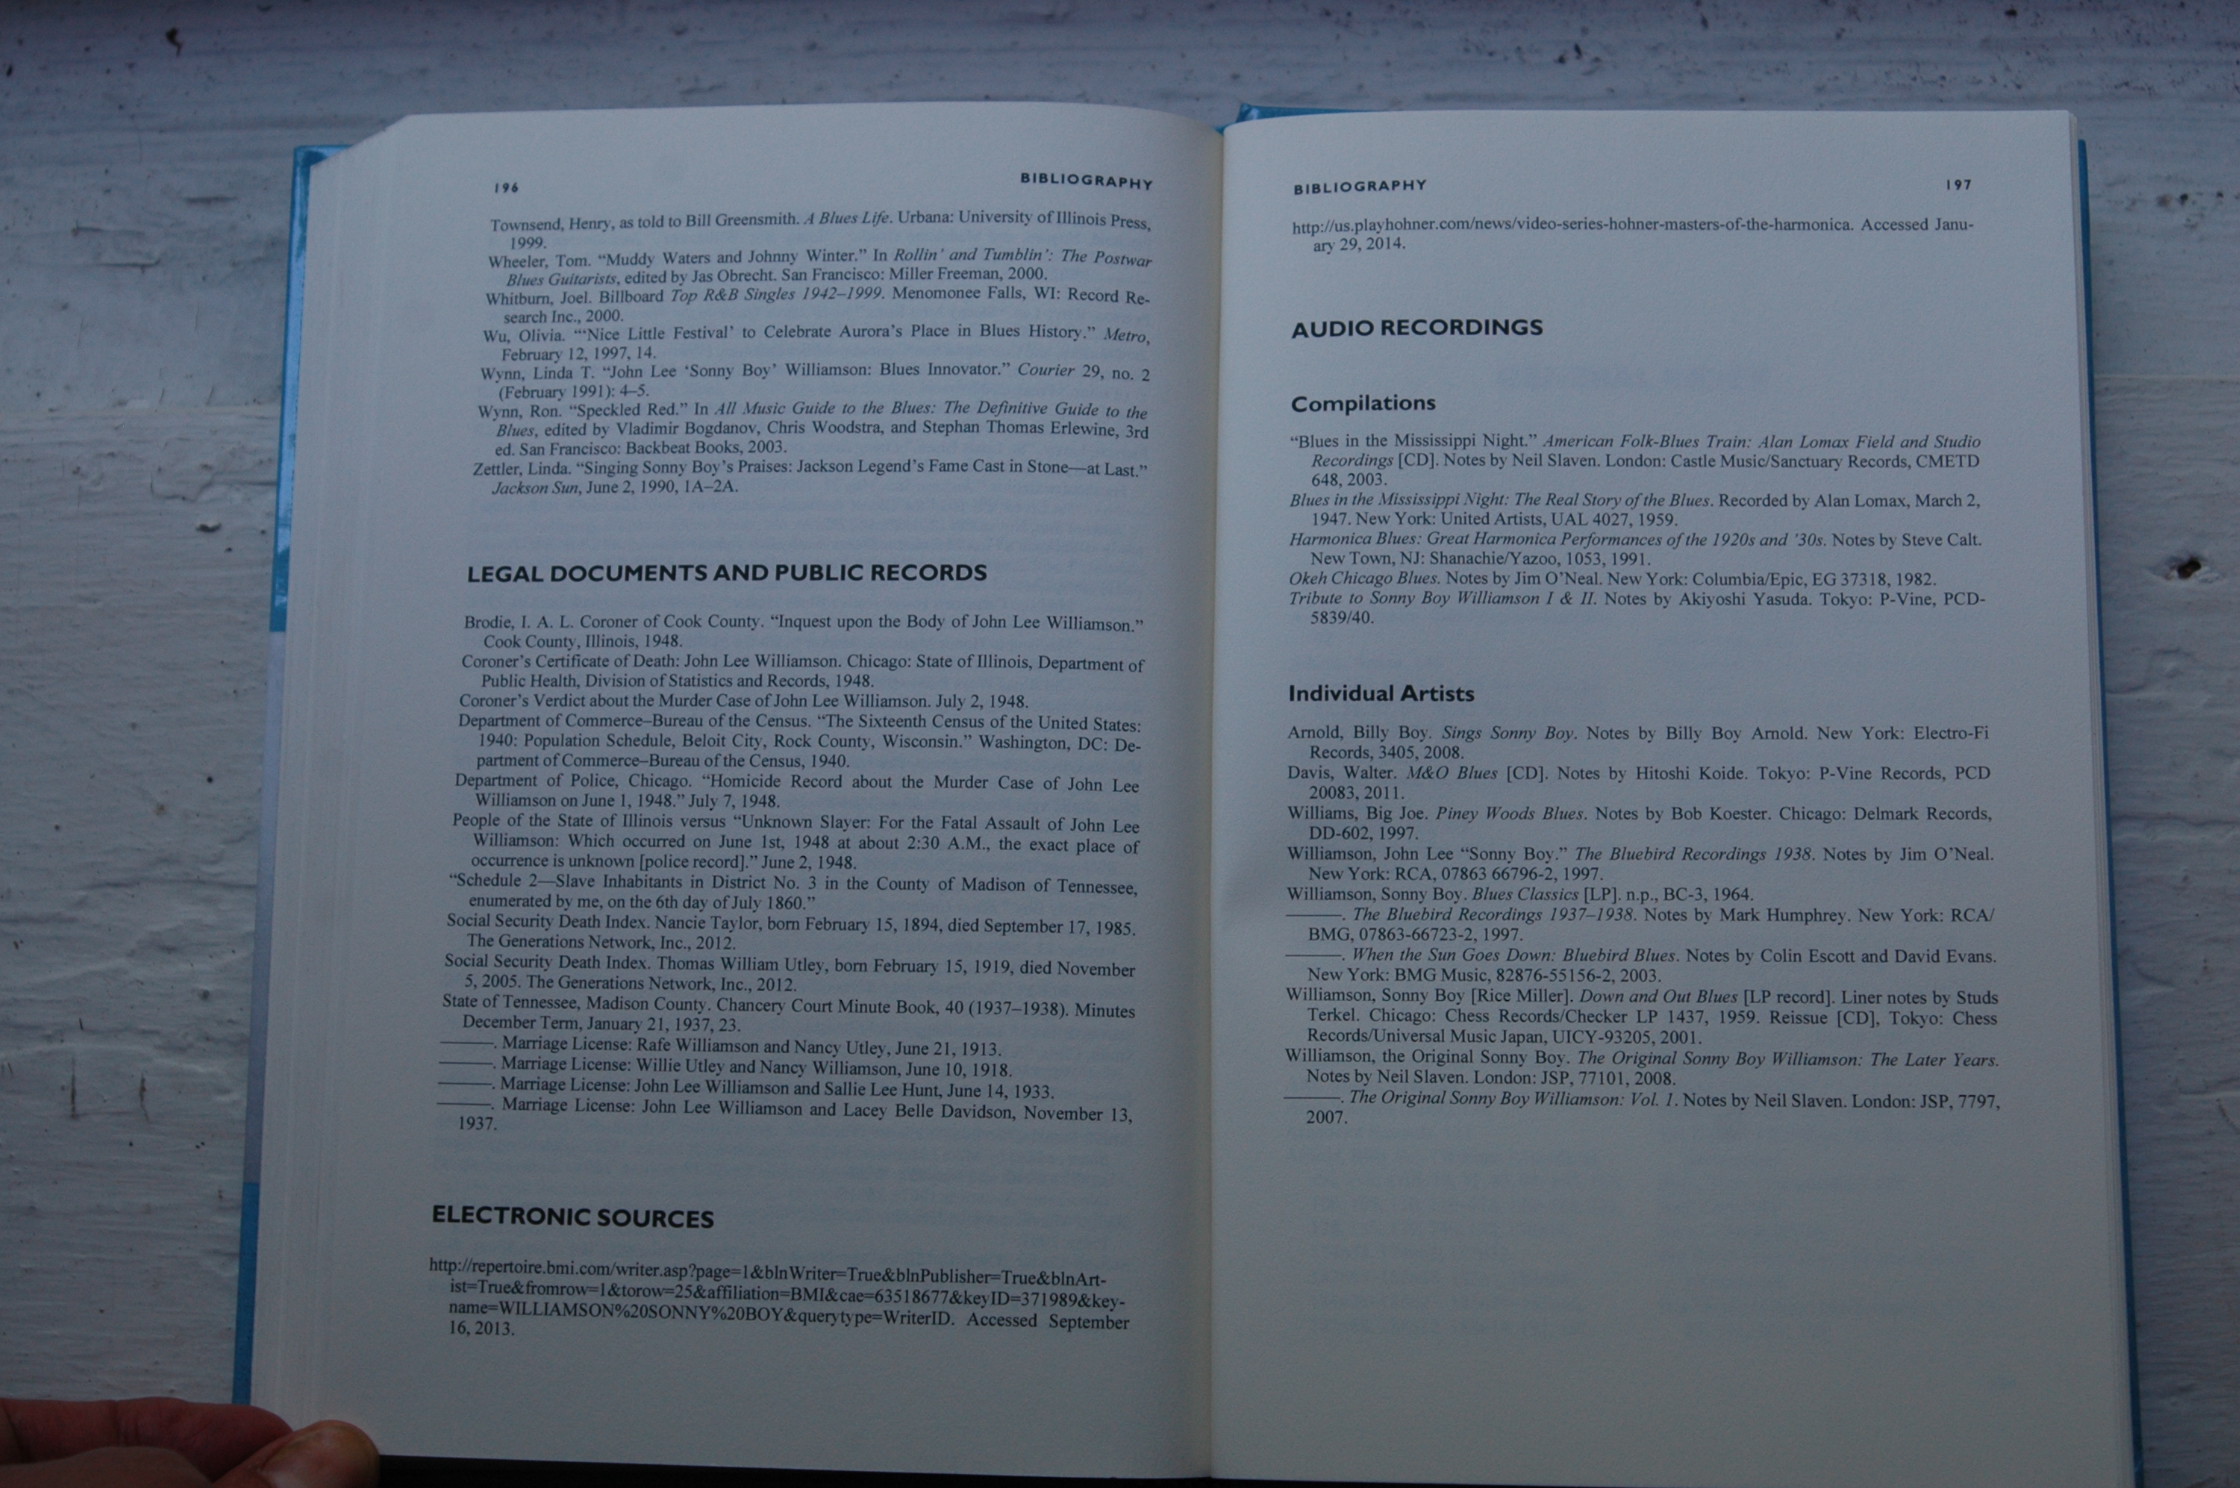 196
BIBLIOGRAPHY
Townsend, Henry, as told to Bill Greensmith. A Blues Life. Urbana: University of Illinois Press,
1999.
Wheeler, Tom. “Muddy Waters and Johnny Winter.” In Rollin’ and Tumblin’: The Postwar
Blues Guitarists, edited by Jas Obrecht. San Francisco: Miller Freeman, 2000.
Whitburn, Joel. Billboard Top R&B Singles 1942–1999. Menomonee Falls, WI: Record Re-
search Inc., 2000.
Wu, Olivia. “‘Nice Little Festival’ to Celebrate Aurora’s Place in Blues History.” Metro,
February 12, 1997, 14.
Wynn, Linda T. “John Lee ‘Sonny Boy’ Williamson: Blues Innovator.” Courier 29, no. 2
(February 1991): 4–5.
Wynn, Ron. “Speckled Red.” In All Music Guide to the Blues: The Definitive Guide to the
Blues, edited by Vladimir Bogdanov, Chris Woodstra, and Stephan Thomas Erlewine, 3rd
ed. San Francisco: Backbeat Books, 2003.
Zettler, Linda. “Singing Sonny Boy’s Praises: Jackson Legend’s Fame Cast in Stone—at Last.”
Jackson Sun, June 2, 1990, 1A–2A.
LEGAL DOCUMENTS AND PUBLIC RECORDS
Brodie, I. A. L. Coroner of Cook County. “Inquest upon the Body of John Lee Williamson.”
Cook County, Illinois, 1948.
Coroner’s Certificate of Death: John Lee Williamson. Chicago: State of Illinois, Department of
Public Health, Division of Statistics and Records, 1948.
Coroner’s Verdict about the Murder Case of John Lee Williamson. July 2, 1948.
Department of Commerce–Bureau of the Census. “The Sixteenth Census of the United States:
1940: Population Schedule, Beloit City, Rock County, Wisconsin.” Washington, DC: De-
partment of Commerce–Bureau of the Census, 1940.
Department of Police, Chicago. “Homicide Record about the Murder Case of John Lee
Williamson on June 1, 1948.” July 7, 1948.
People of the State of Illinois versus “Unknown Slayer: For the Fatal Assault of John Lee
Williamson: Which occurred on June 1st, 1948 at about 2:30 A.M., the exact place of
occurrence is unknown [police record].” June 2, 1948.
“Schedule 2—Slave Inhabitants in District No. 3 in the County of Madison of Tennessee,
enumerated by me, on the 6th day of July 1860.”
Social Security Death Index. Nancie Taylor, born February 15, 1894, died September 17, 1985.
The Generations Network, Inc., 2012.
Social Security Death Index. Thomas William Utley, born February 15, 1919, died November
5, 2005. The Generations Network, Inc., 2012.
State of Tennessee, Madison County. Chancery Court Minute Book, 40 (1937–1938). Minutes
December Term, January 21, 1937, 23.
———. Marriage License: Rafe Williamson and Nancy Utley, June 21, 1913.
———. Marriage License: Willie Utley and Nancy Williamson, June 10, 1918.
———. Marriage License: John Lee Williamson and Sallie Lee Hunt, June 14, 1933.
———. Marriage License: John Lee Williamson and Lacey Belle Davidson, November 13,
1937.
ELECTRONIC SOURCES
http://repertoire.bmi.com/writer.asp?page=1&blnWriter=True&blnPublisher=True&blnArt-
ist=True&fromrow=1&torow=25&affiliation=BMI&cae=63518677&keyID=371989&key-
name=WILLIAMSON%20SONNY%20BOY&querytype=WriterID. Accessed September
16, 2013.
BIBLIOGRAPHY
197
http://us.playhohner.com/news/video-series-hohner-masters-of-the-harmonica. Accessed Janu-
ary 29, 2014.
AUDIO RECORDINGS
Compilations
“Blues in the Mississippi Night.” American Folk-Blues Train: Alan Lomax Field and Studio
Recordings [CD]. Notes by Neil Slaven. London: Castle Music/Sanctuary Records, CMETD
648, 2003.
Blues in the Mississippi Night: The Real Story of the Blues. Recorded by Alan Lomax, March 2,
1947. New York: United Artists, UAL 4027, 1959.
Harmonica Blues: Great Harmonica Performances of the 1920s and ’30s. Notes by Steve Calt.
New Town, NJ: Shanachie/Yazoo, 1053, 1991.
Okeh Chicago Blues. Notes by Jim O’Neal. New York: Columbia/Epic, EG 37318, 1982.
Tribute to Sonny Boy Williamson I & II. Notes by Akiyoshi Yasuda. Tokyo: P-Vine, PCD-
5839/40.
Individual Artists
Arnold, Billy Boy. Sings Sonny Boy. Notes by Billy Boy Arnold. New York: Electro-Fi
Records, 3405, 2008.
Davis, Walter. M&O Blues [CD]. Notes by Hitoshi Koide. Tokyo: P-Vine Records, PCD
20083, 2011.
Williams, Big Joe. Piney Woods Blues. Notes by Bob Koester. Chicago: Delmark Records,
DD-602, 1997.
Williamson, John Lee “Sonny Boy.” The Bluebird Recordings 1938. Notes by Jim O’Neal.
New York: RCA, 07863 66796-2, 1997.
Williamson, Sonny Boy. Blues Classics [LP]. n.p., BC-3, 1964.
———. The Bluebird Recordings 1937–1938. Notes by Mark Humphrey. New York: RCA/
BMG, 07863-66723-2, 1997.
———. When the Sun Goes Down: Bluebird Blues. Notes by Colin Escott and David Evans.
New York: BMG Music, 82876-55156-2, 2003.
Williamson, Sonny Boy [Rice Miller]. Down and Out Blues [LP record]. Liner notes by Studs
Terkel. Chicago: Chess Records/Checker LP 1437, 1959. Reissue [CD], Tokyo: Chess
Records/Universal Music Japan, UICY-93205, 2001.
Williamson, the Original Sonny Boy. The Original Sonny Boy Williamson: The Later Years.
Notes by Neil Slaven. London: JSP, 77101, 2008.
———. The Original Sonny Boy Williamson: Vol. 1. Notes by Neil Slaven. London: JSP, 7797,
2007.